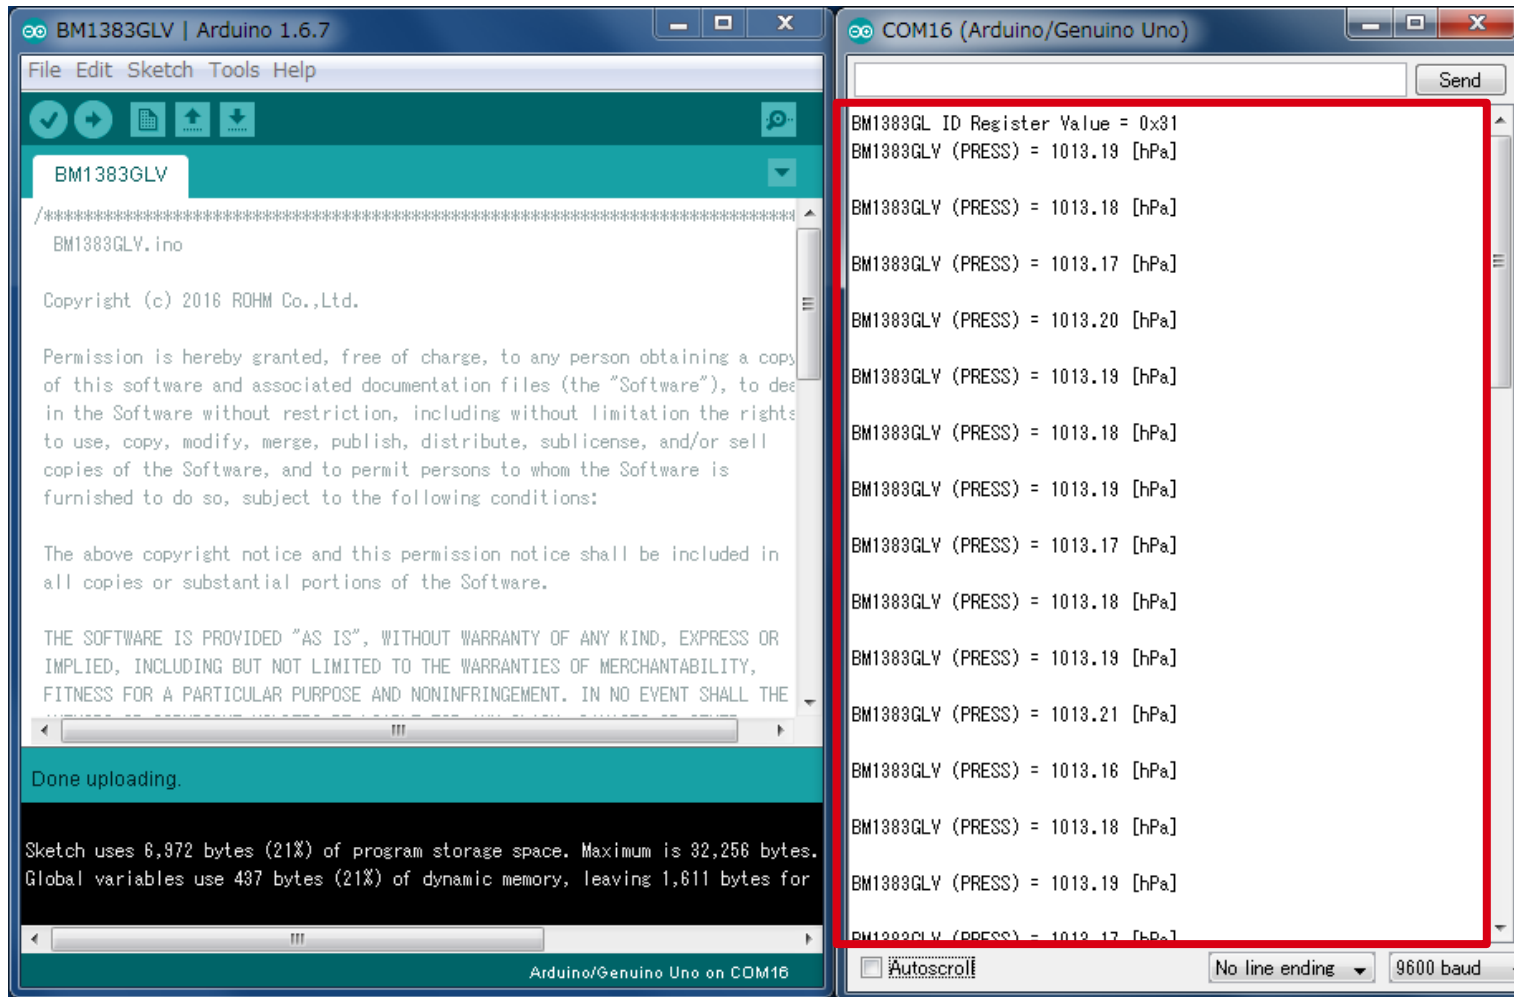 BM1383GLV | Arduino 1.6.7
File Edit Sketch Tools Help
BM1383GLV
/******************************************************************************
BM1383GLV.ino
Copyright (c) 2016 ROHM Co.,Ltd.
Permission is hereby granted, free of charge, to any person obtaining a copy
of this software and associated documentation files (the "Software"), to dea
in the Software without restriction, including without limitation the rights
to use, copy, modify, merge, publish, distribute, sublicense, and/or sell
copies of the Software, and to permit persons to whom the Software is
furnished to do so, subject to the following conditions:
The above copyright notice and this permission notice shall be included in
all copies or substantial portions of the Software.
THE SOFTWARE IS PROVIDED "AS IS", WITHOUT WARRANTY OF ANY KIND, EXPRESS OR
IMPLIED, INCLUDING BUT NOT LIMITED TO THE WARRANTIES OF MERCHANTABILITY,
FITNESS FOR A PARTICULAR PURPOSE AND NONINFRINGEMENT. IN NO EVENT SHALL THE
Done uploading.
Sketch uses 6,972 bytes (21%) of program storage space. Maximum is 32,256 bytes.
Global variables use 437 bytes (21%) of dynamic memory, leaving 1,611 bytes for
Arduino/Genuino Uno on COM16
COM16 (Arduino/Genuino Uno)
Send
BM1383GL ID Register Value = 0x31
BM1383GLV (PRESS) = 1013.19 [hPa]
BM1383GLV (PRESS) = 1013.18 [hPa]
BM1383GLV (PRESS) = 1013.17 [hPa]
BM1383GLV (PRESS) = 1013.20 [hPa]
BM1383GLV (PRESS) = 1013.19 [hPa]
BM1383GLV (PRESS) = 1013.18 [hPa]
BM1383GLV (PRESS) = 1013.19 [hPa]
BM1383GLV (PRESS) = 1013.17 [hPa]
BM1383GLV (PRESS) = 1013.18 [hPa]
BM1383GLV (PRESS) = 1013.19 [hPa]
BM1383GLV (PRESS) = 1013.21 [hPa]
BM1383GLV (PRESS) = 1013.16 [hPa]
BM1383GLV (PRESS) = 1013.18 [hPa]
BM1383GLV (PRESS) = 1013.19 [hPa]
BM1383GLV (PRESS) = 1013.17 [hPa]
Autoscroll
No line ending
9600 baud